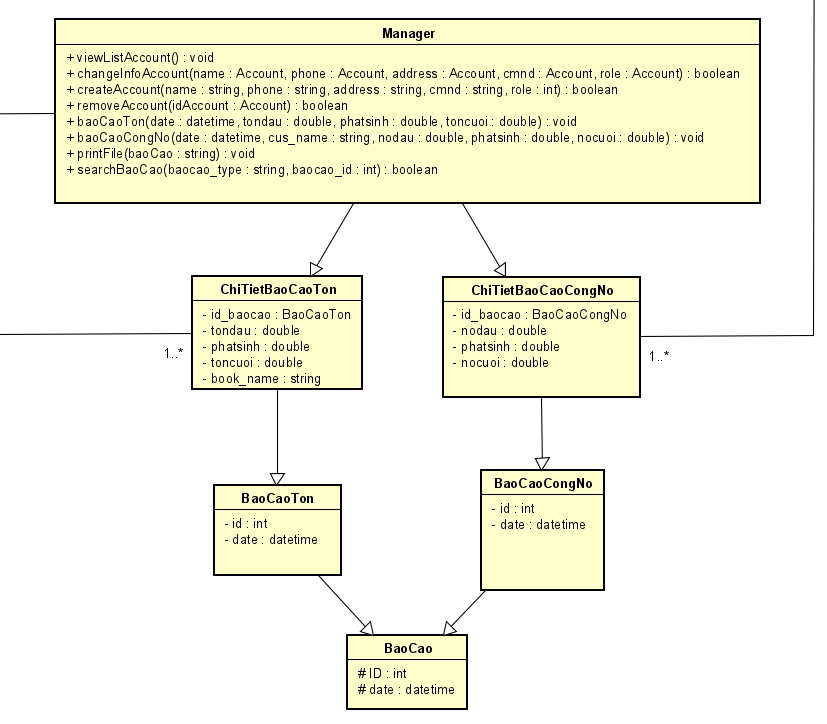 Manager
+ viewListAccount() : void
+ changeInfoAccount(name : Account, phone : Account, address : Account, cmnd : Account, role : Account) : boolean
+ createAccount(name : string, phone : string, address : string, cmnd : string, role : int) : boolean
+ removeAccount(idAccount : Account) : boolean
+ baoCaoTon(date : datetime, tondau : double, phatsinh : double, toncuoi : double) : void
+ baoCaoCongNo(date : datetime, cus_name : string, nodau : double, phatsinh : double, nocuoi : double) : void
+ printFile(baoCao : string) : void
+ searchBaoCao(baocao_type : string, baocao_id : int) : boolean
ChiTietBaoCaoTon
- id_baocao : BaoCaoTon
- tondau : double
- phatsinh : double
- toncuoi : double
- book_name : string
1..*
ChiTietBaoCaoCongNo
- id_baocao : BaoCaoCongNo
- nodau : double
- phatsinh : double
- nocuoi : double
1..*
BaoCaoTon
- id : int
- date : datetime
BaoCaoCongNo
- id : int
- date : datetime
BaoCao
# ID : int
# date : datetime